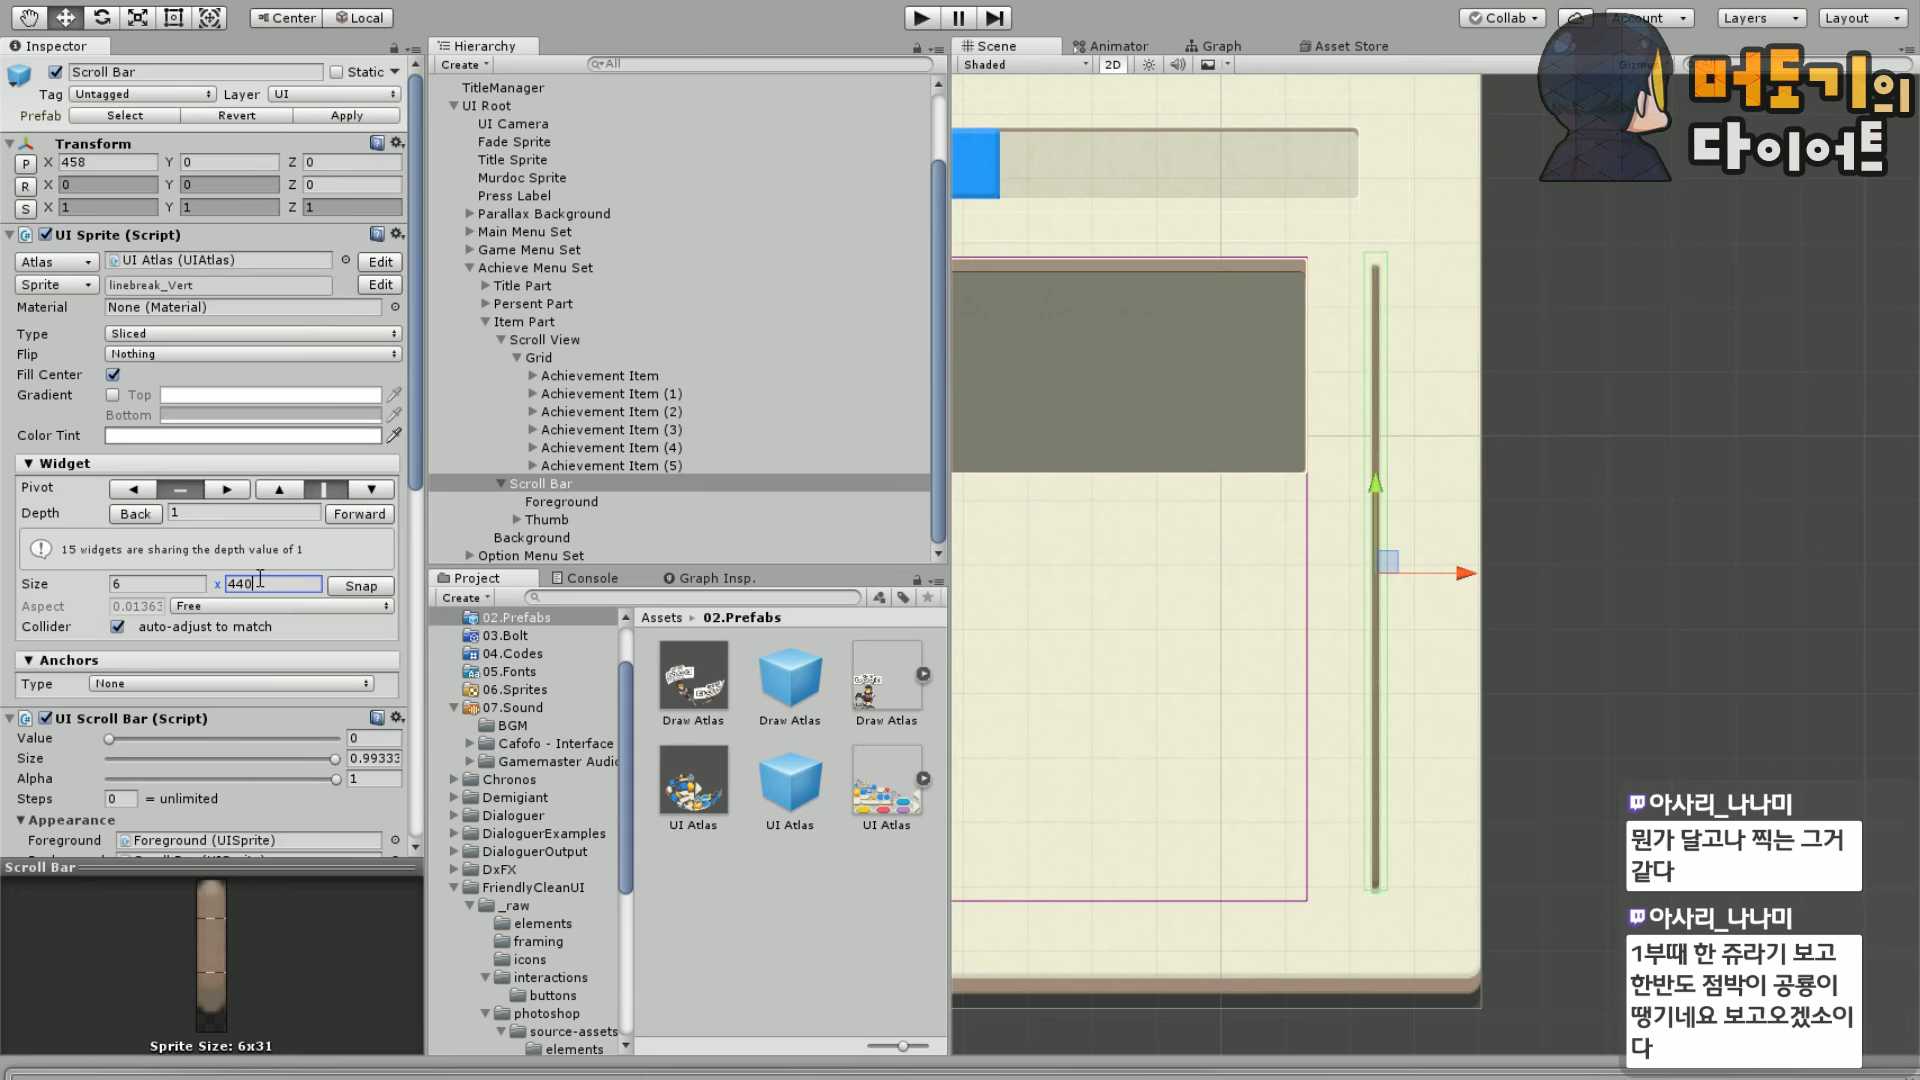 Center
Local
Collab
Account
Layers
Layout
Inspector
Scroll Bar
Static
Tag
Untagged
Layer
UI
Prefab
Select
Revert
Apply
Transform
P X 458 Y 0 Z 0
R X 0 Y 0 Z 0
S X 1 Y 1 Z 1
UI Sprite (Script)
Atlas
UI Atlas (UIAtlas)
Edit
Sprite
linebreak_Vert
Edit
Material
None (Material)
Type
Sliced
Flip
Nothing
Fill Center
Gradient
Top
Bottom
Color Tint
Widget
Pivot
Depth
Back
1
Forward
15 widgets are sharing the depth value of 1
Size
6
x
440
Snap
Aspect
0.01363
Free
Collider
auto-adjust to match
Anchors
Type
None
UI Scroll Bar (Script)
Value
0
Size
0.99333
Alpha
1
Steps
0
= unlimited
Appearance
Foreground
Foreground (UISprite)
Scroll Bar
Sprite Size: 6x31
Hierarchy
Create
All
TitleManager
UI Root
UI Camera
Fade Sprite
Title Sprite
Murdoc Sprite
Press Label
Parallax Background
Main Menu Set
Game Menu Set
Achieve Menu Set
Title Part
Persent Part
Item Part
Scroll View
Grid
Achievement Item
Achievement Item (1)
Achievement Item (2)
Achievement Item (3)
Achievement Item (4)
Achievement Item (5)
Scroll Bar
Foreground
Thumb
Background
Option Menu Set
Project
Console
Graph Insp.
Create
02.Prefabs
03.Bolt
04.Codes
05.Fonts
06.Sprites
07.Sound
BGM
Cafofo - Interface
Gamemaster Audio
Chronos
Demigiant
Dialoguer
DialoguerExamples
DialoguerOutput
DxFX
FriendlyCleanUI
_raw
elements
framing
icons
interactions
buttons
photoshop
source-assets
elements
Assets
02.Prefabs
Draw Atlas
Draw Atlas
Draw Atlas
UI Atlas
UI Atlas
UI Atlas
Scene
Animator
Graph
Asset Store
Shaded
2D
Gizmos
머도기의
다이어트
아사리_나나미
뭔가 달고나 찍는 그거
같다
아사리_나나미
1부때 한 쥬라기 보고
한반도 점박이 공룡이
땡기네요 보고오겠소이
다